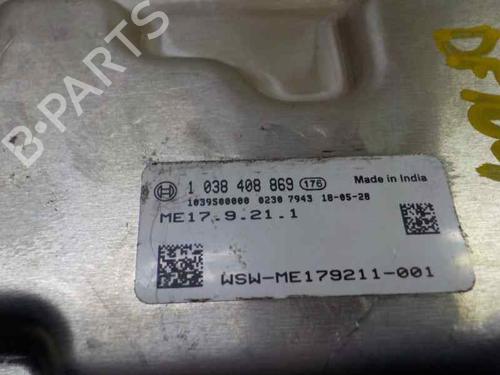 B-PARTS
1 038 408 869 176 Made in India
1039S00000 0230 7943 18-05-28
ME17.9.21.1
WSW-ME179211-001